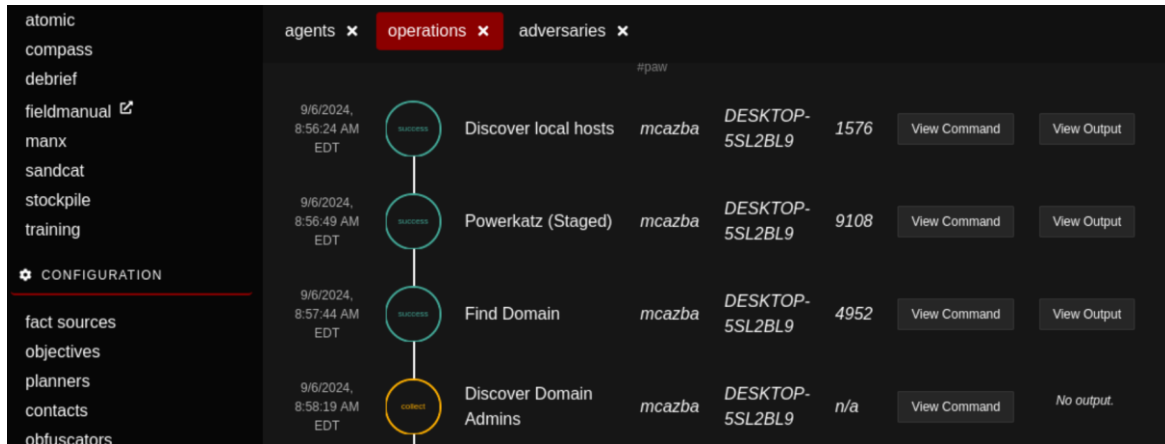 atomic
compass
debrief
fieldmanual
manx
sandcat
stockpile
training
CONFIGURATION
fact sources
objectives
planners
contacts
obfuscators
agents × operations × adversaries ×
#paw
9/6/2024,
8:56:24 AM
EDT
success
Discover local hosts
mcazba
DESKTOP-
5SL2BL9
1576
View Command
View Output
9/6/2024,
8:56:49 AM
EDT
success
Powerkatz (Staged)
mcazba
DESKTOP-
5SL2BL9
9108
View Command
View Output
9/6/2024,
8:57:44 AM
EDT
success
Find Domain
mcazba
DESKTOP-
5SL2BL9
4952
View Command
View Output
9/6/2024,
8:58:19 AM
EDT
collect
Discover Domain
Admins
mcazba
DESKTOP-
5SL2BL9
n/a
View Command
No output.